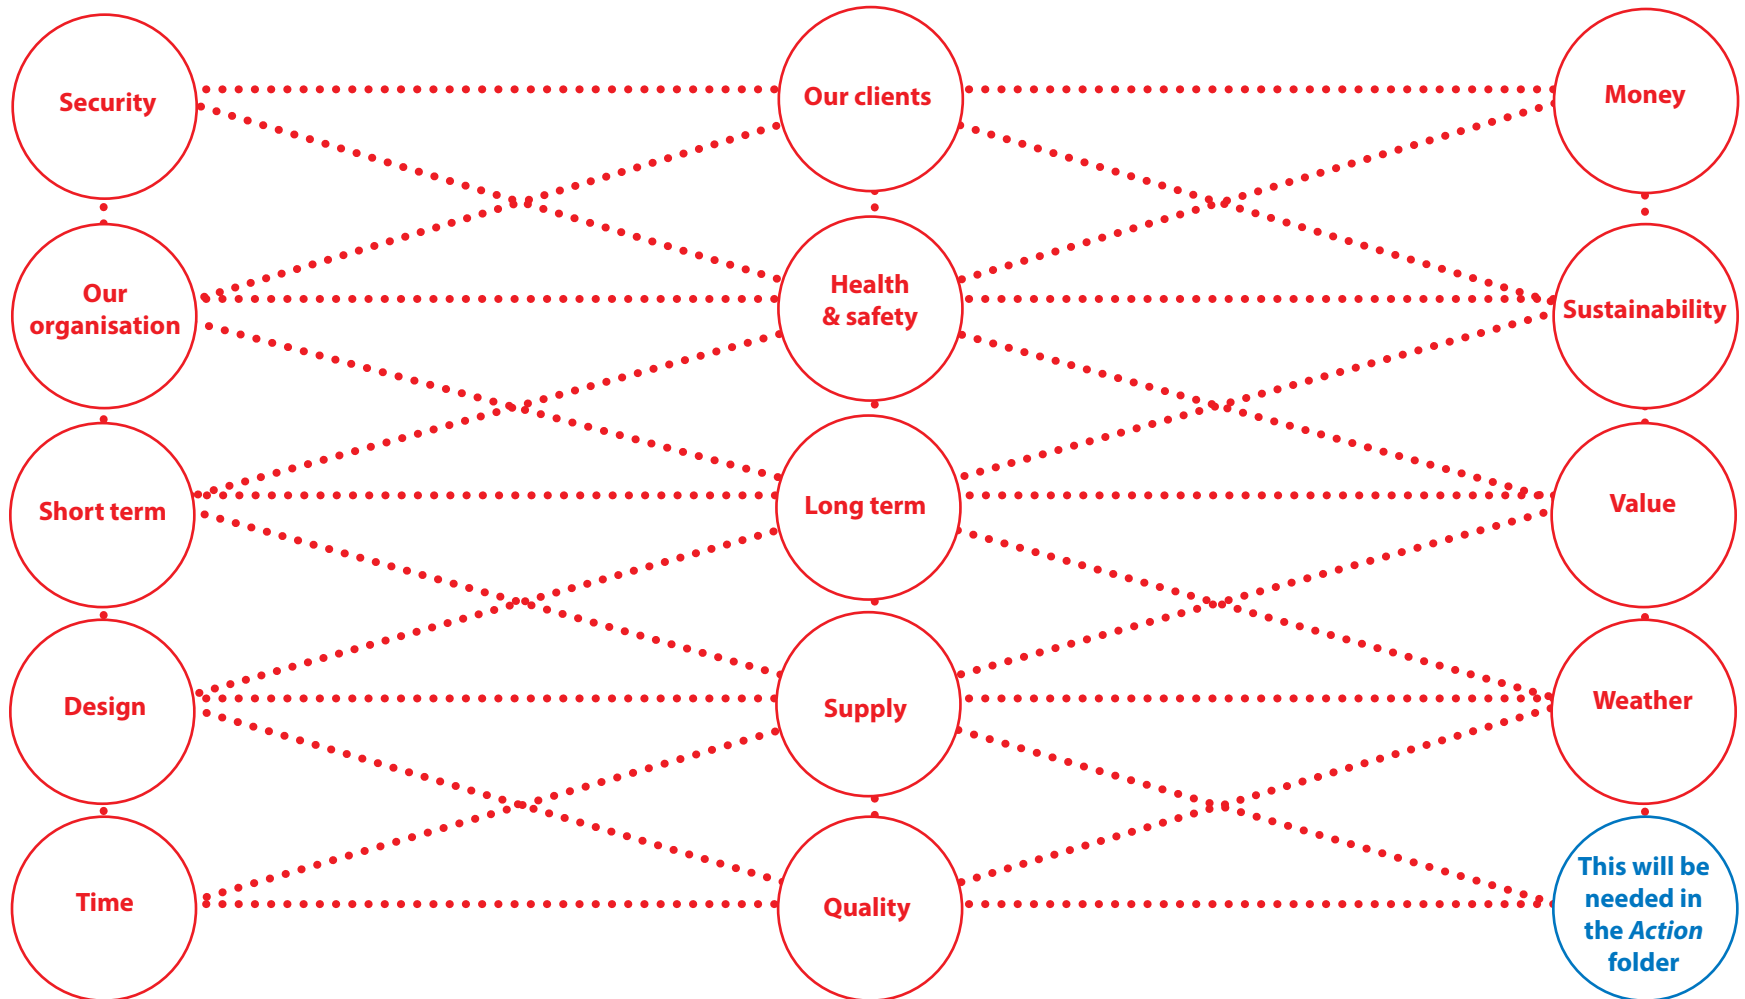 Security
Our clients
Money
Our
organisation
Health
& safety
Sustainability
Short term
Long term
Value
Design
Supply
Weather
Time
Quality
This will be
needed in
the Action
folder